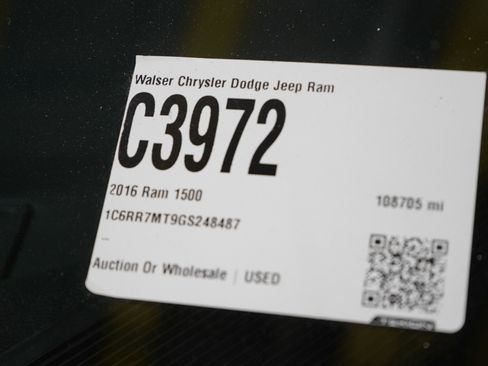 Walser Chrysler Dodge Jeep Ram
C3972
2016 Ram 1500
108705 mi
1C6RR7MT9GS248487
Auction Or Wholesale | USED